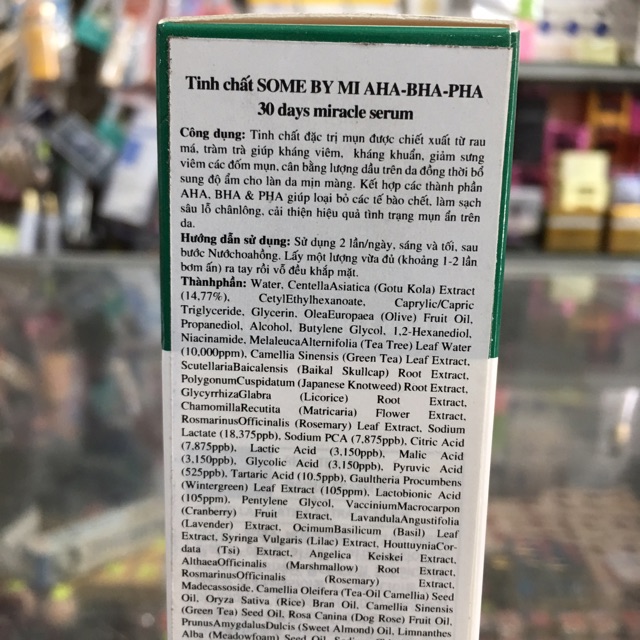 Tinh chất SOME BY MI AHA-BHA-PHA
30 days miracle serum
Công dụng: Tinh chất đặc trị mụn được chiết xuất từ rau
má, tràm trà giúp kháng viêm, kháng khuẩn, giảm sưng
viêm các đốm mụn, cân bằng lượng dầu trên da đồng thời bổ
sung độ ẩm cho làn da mịn màng. Kết hợp các thành phần
AHA, BHA & PHA giúp loại bỏ các tế bào chết, làm sạch
sâu lỗ chânlông, cải thiện hiệu quả tình trạng mụn ẩn trên
da.
Hướng dẫn sử dụng: Sử dụng 2 lần/ngày, sáng và tối, sau
bước Nướchoahồng. Lấy một lượng vừa đủ (khoảng 1-2 lần
bơm ấn) ra tay rồi vỗ đều khắp mặt.
Thànhphần: Water, CentellaAsiatica (Gotu Kola) Extract
(14,77%), CetylEthylhexanoate, Caprylic/Capric
Triglyceride, Glycerin, OleaEuropaea (Olive) Fruit Oil,
Propanediol, Alcohol, Butylene Glycol, 1,2-Hexanediol,
Niacinamide, MelaleucaAlternifolia (Tea Tree) Leaf Water
(10,000ppm), Camellia Sinensis (Green Tea) Leaf Extract,
ScutellariaBaicalensis (Baikal Skullcap) Root Extract,
PolygonumCuspidatum (Japanese Knotweed) Root Extract,
GlycyrrhizaGlabra (Licorice) Root Extract,
ChamomillaRecutita (Matricaria) Flower Extract,
RosmarinusOfficinalis (Rosemary) Leaf Extract, Sodium
Lactate (18,375ppb), Sodium PCA (7,875ppb), Citric Acid
(7,875ppb), Lactic Acid (3,150ppb), Malic Acid
(3,150ppb), Glycolic Acid (3,150ppb), Pyruvic Acid
(525ppb), Tartaric Acid (10.5ppb), Gaultheria Procumbens
(Wintergreen) Leaf Extract (105ppm), Lactobionic Acid
(105ppm), Pentylene Glycol, VacciniumMacrocarpon
(Cranberry) Fruit Extract, LavandulaAngustifolia
(Lavender) Extract, OcimumBasilicum (Basil) Leaf
Extract, Syringa Vulgaris (Lilac) Extract, HouttuyniaCor-
data (Tsi) Extract, Angelica Keiskei Extract,
AlthaeaOfficinalis (Marshmallow) Root Extract,
RosmarinusOfficinalis (Rosemary) Extract,
Madecassoside, Camellia Oleifera (Tea-Oil Camellia) Seed
Oil, Oryza Sativa (Rice) Bran Oil, Camellia Sinensis
(Green Tea) Seed Oil, Rosa Canina (Dog Rose) Fruit Oil,
PrunusAmygdalusDulcis (Sweet Almond) Oil, Limnanthes
Alba (Meadowfoam) Seed Oil,